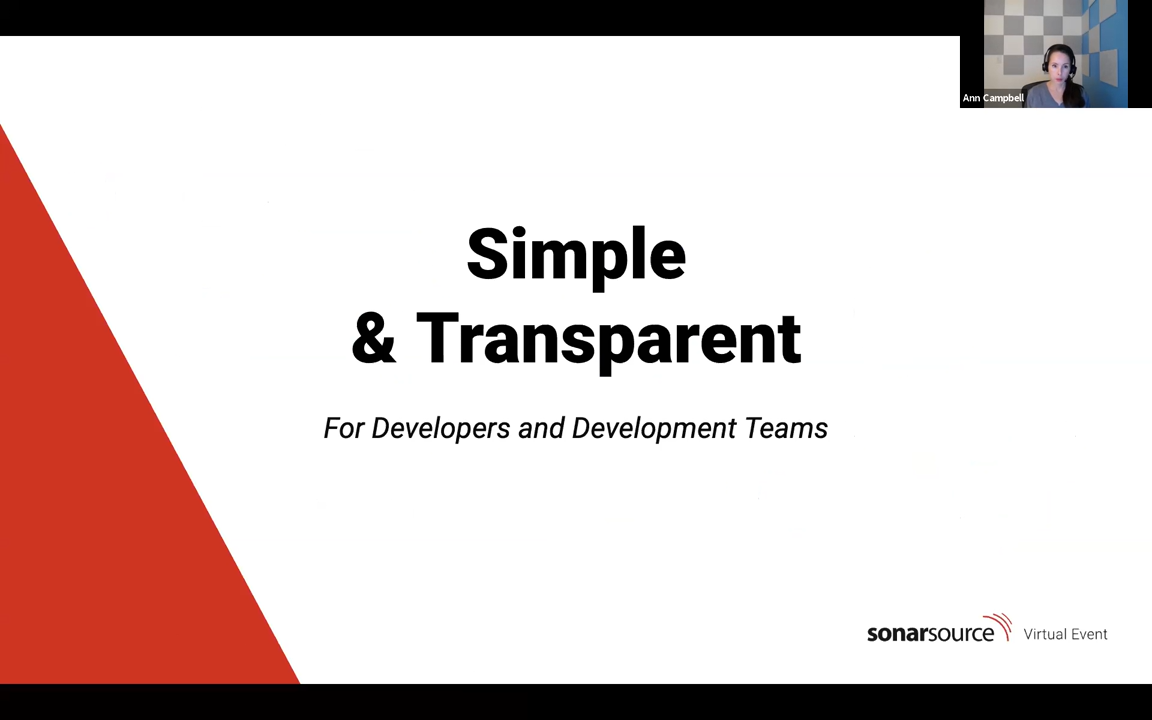 Ann Campbell
Simple
& Transparent
For Developers and Development Teams
sonarsource Virtual Event